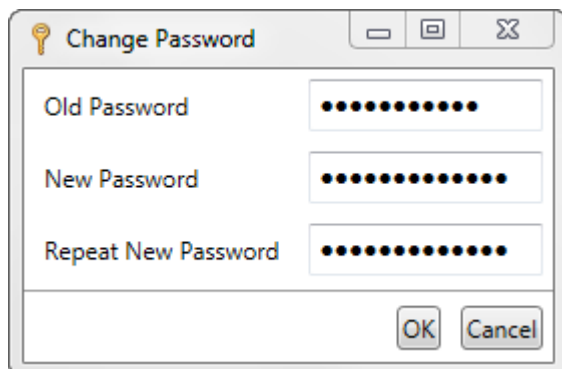 Change Password
Old Password ●●●●●●●●●●●
New Password ●●●●●●●●●●●●●
Repeat New Password ●●●●●●●●●●●●●
OK Cancel